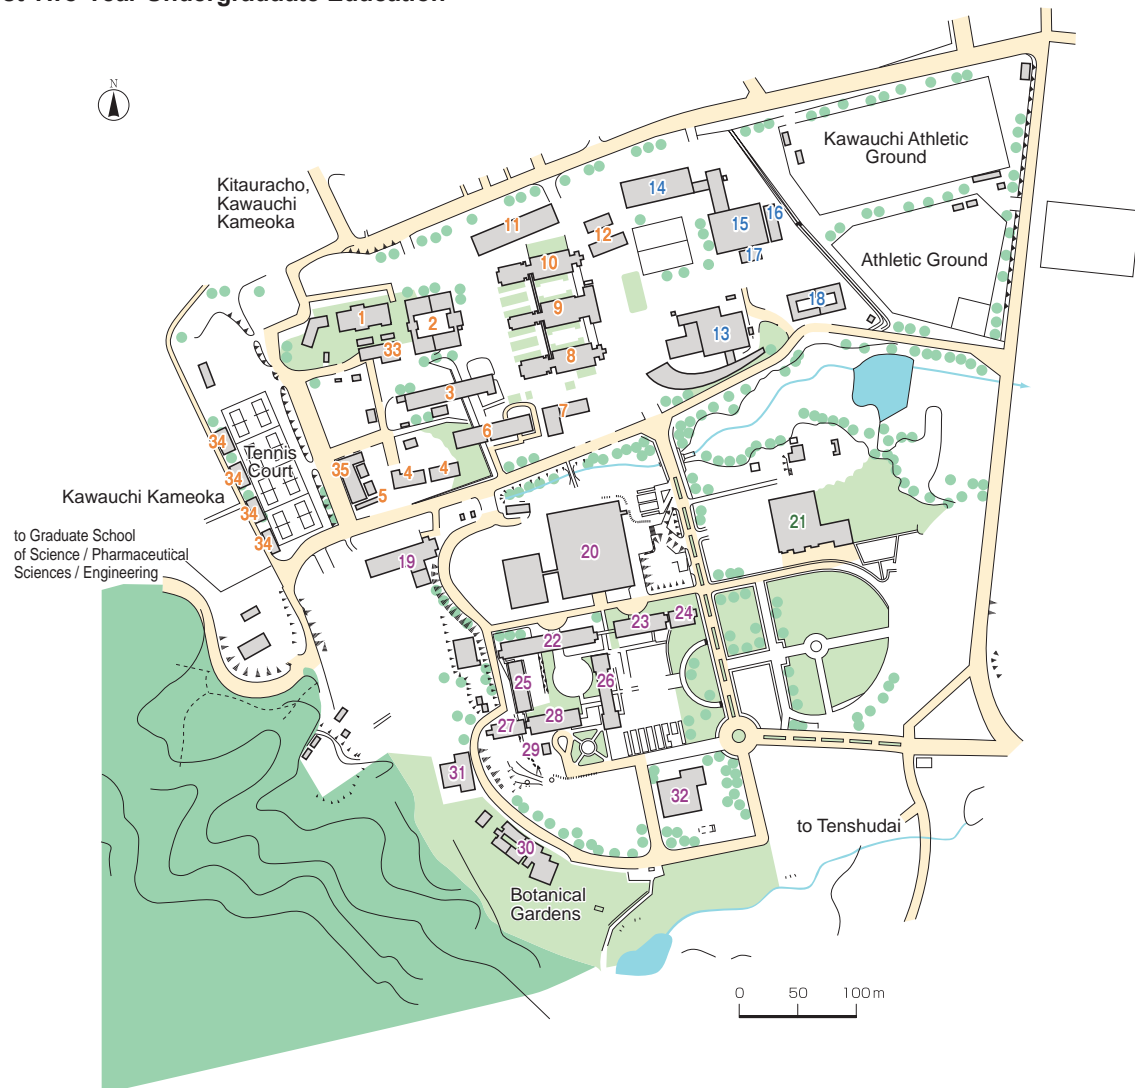 st Two-Year Undergraduate Education
N
Kawauchi Athletic
Ground
Kitauracho,
Kawauchi
Kameoka
14
11
12
15
16
17
10
Athletic Ground
18
1
2
9
13
33
8
3
7
6
34
Tennis
Court
35
4
4
34
5
Kawauchi Kameoka
34
21
34
to Graduate School
of Science / Pharmaceutical
Sciences / Engineering
20
19
24
23
22
25
26
28
27
29
31
32
to Tenshudai
30
Botanical
Gardens
0 50 100m